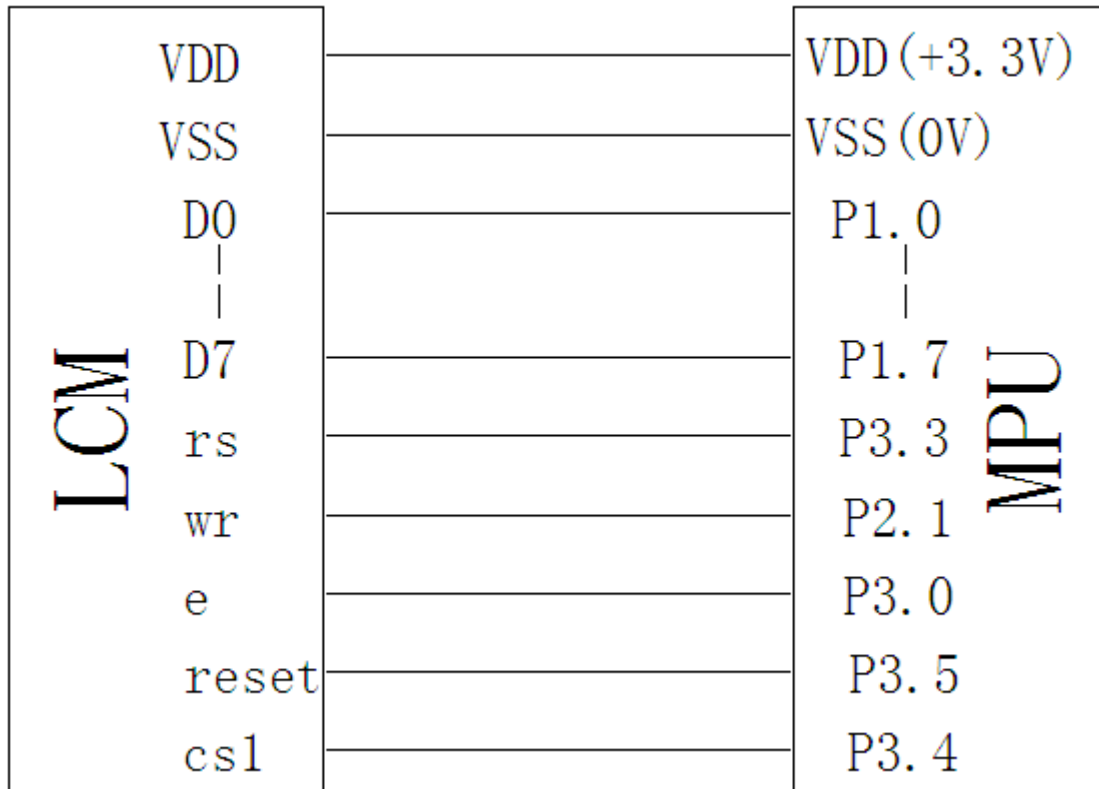 VDD VDD(+3.3V)
VSS VSS(0V)
D0 P1.0
D7 P1.7
LCM MPU
rs P3.3
wr P2.1
e P3.0
reset P3.5
cs1 P3.4